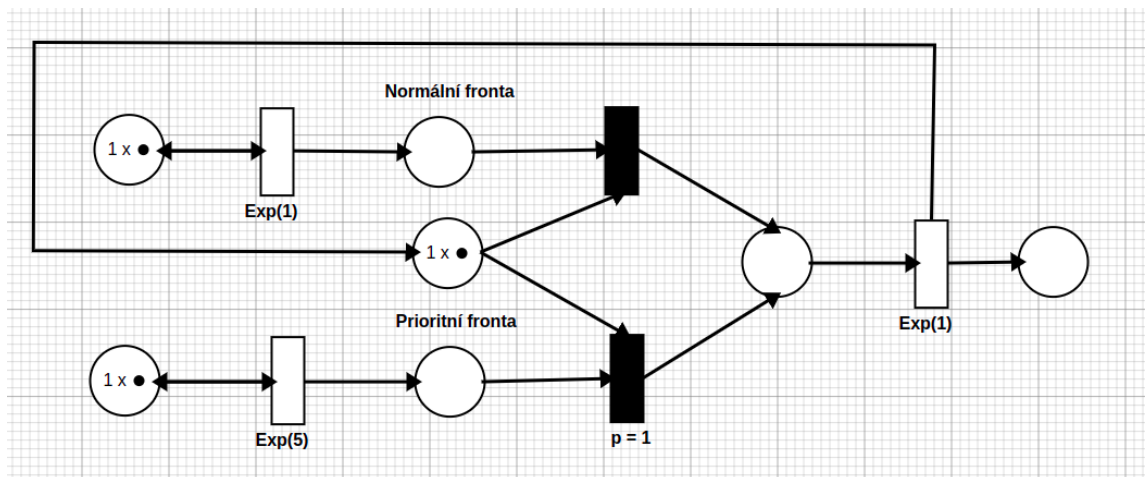 Normální fronta
1 x ●
Exp(1)
1 x ●
Prioritní fronta
Exp(1)
1 x ●
Exp(5)
p = 1